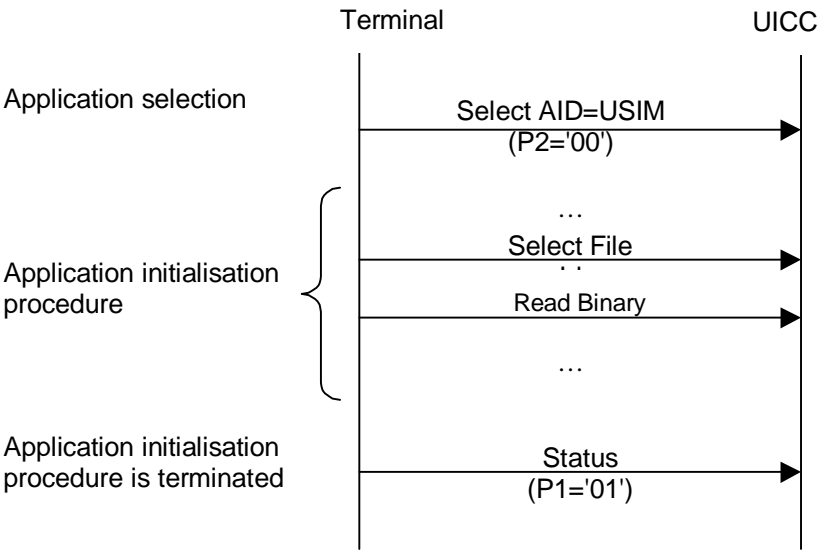 Terminal
UICC
Application selection
Select AID=USIM
(P2='00')
...
Select File
. .
Application initialisation
procedure
Read Binary
...
Application initialisation
procedure is terminated
Status
(P1='01')